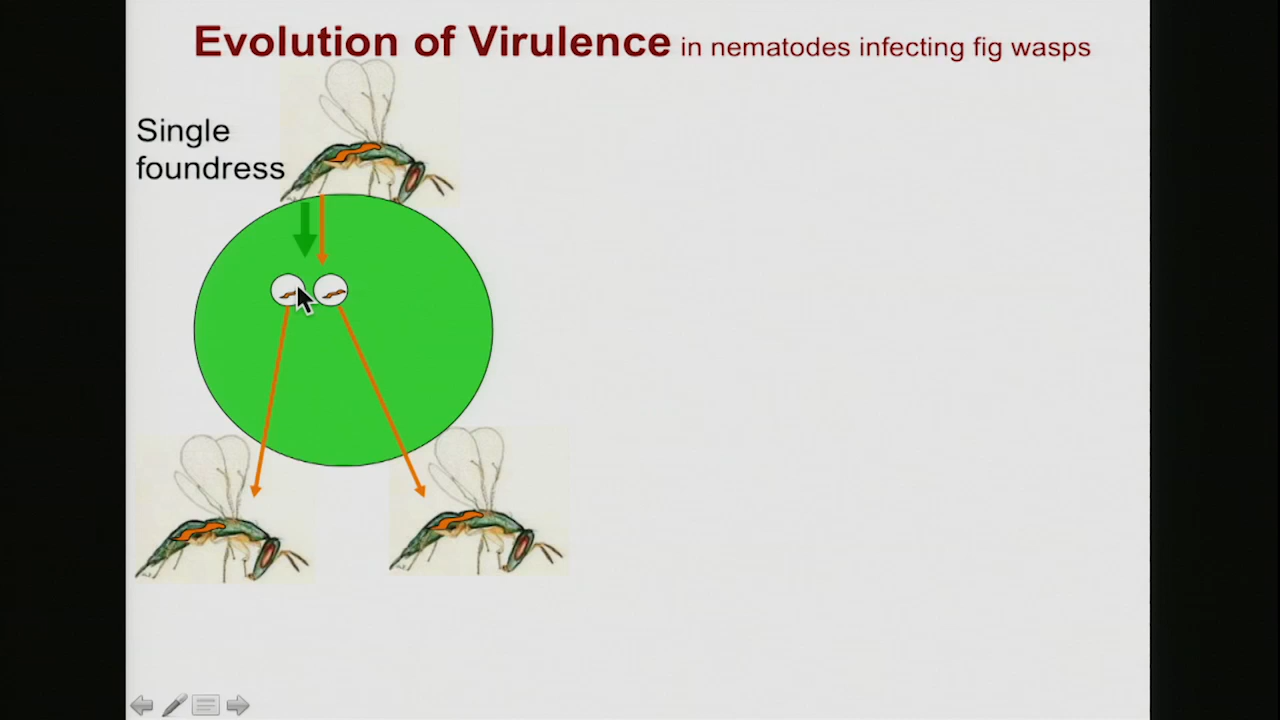 Evolution of Virulence in nematodes infecting fig wasps
Single
foundress